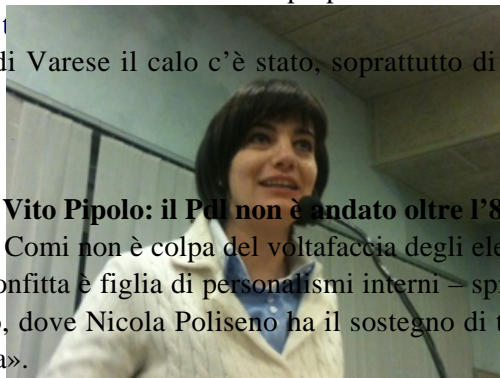 t
di Varese il calo c'è stato, soprattutto di
Vito Pipolo: il Pdl non è andato oltre l'8
Comi non è colpa del voltafaccia degli ele
onfitta è figlia di personalismi interni – sp
, dove Nicola Poliseno ha il sostegno di t
a».